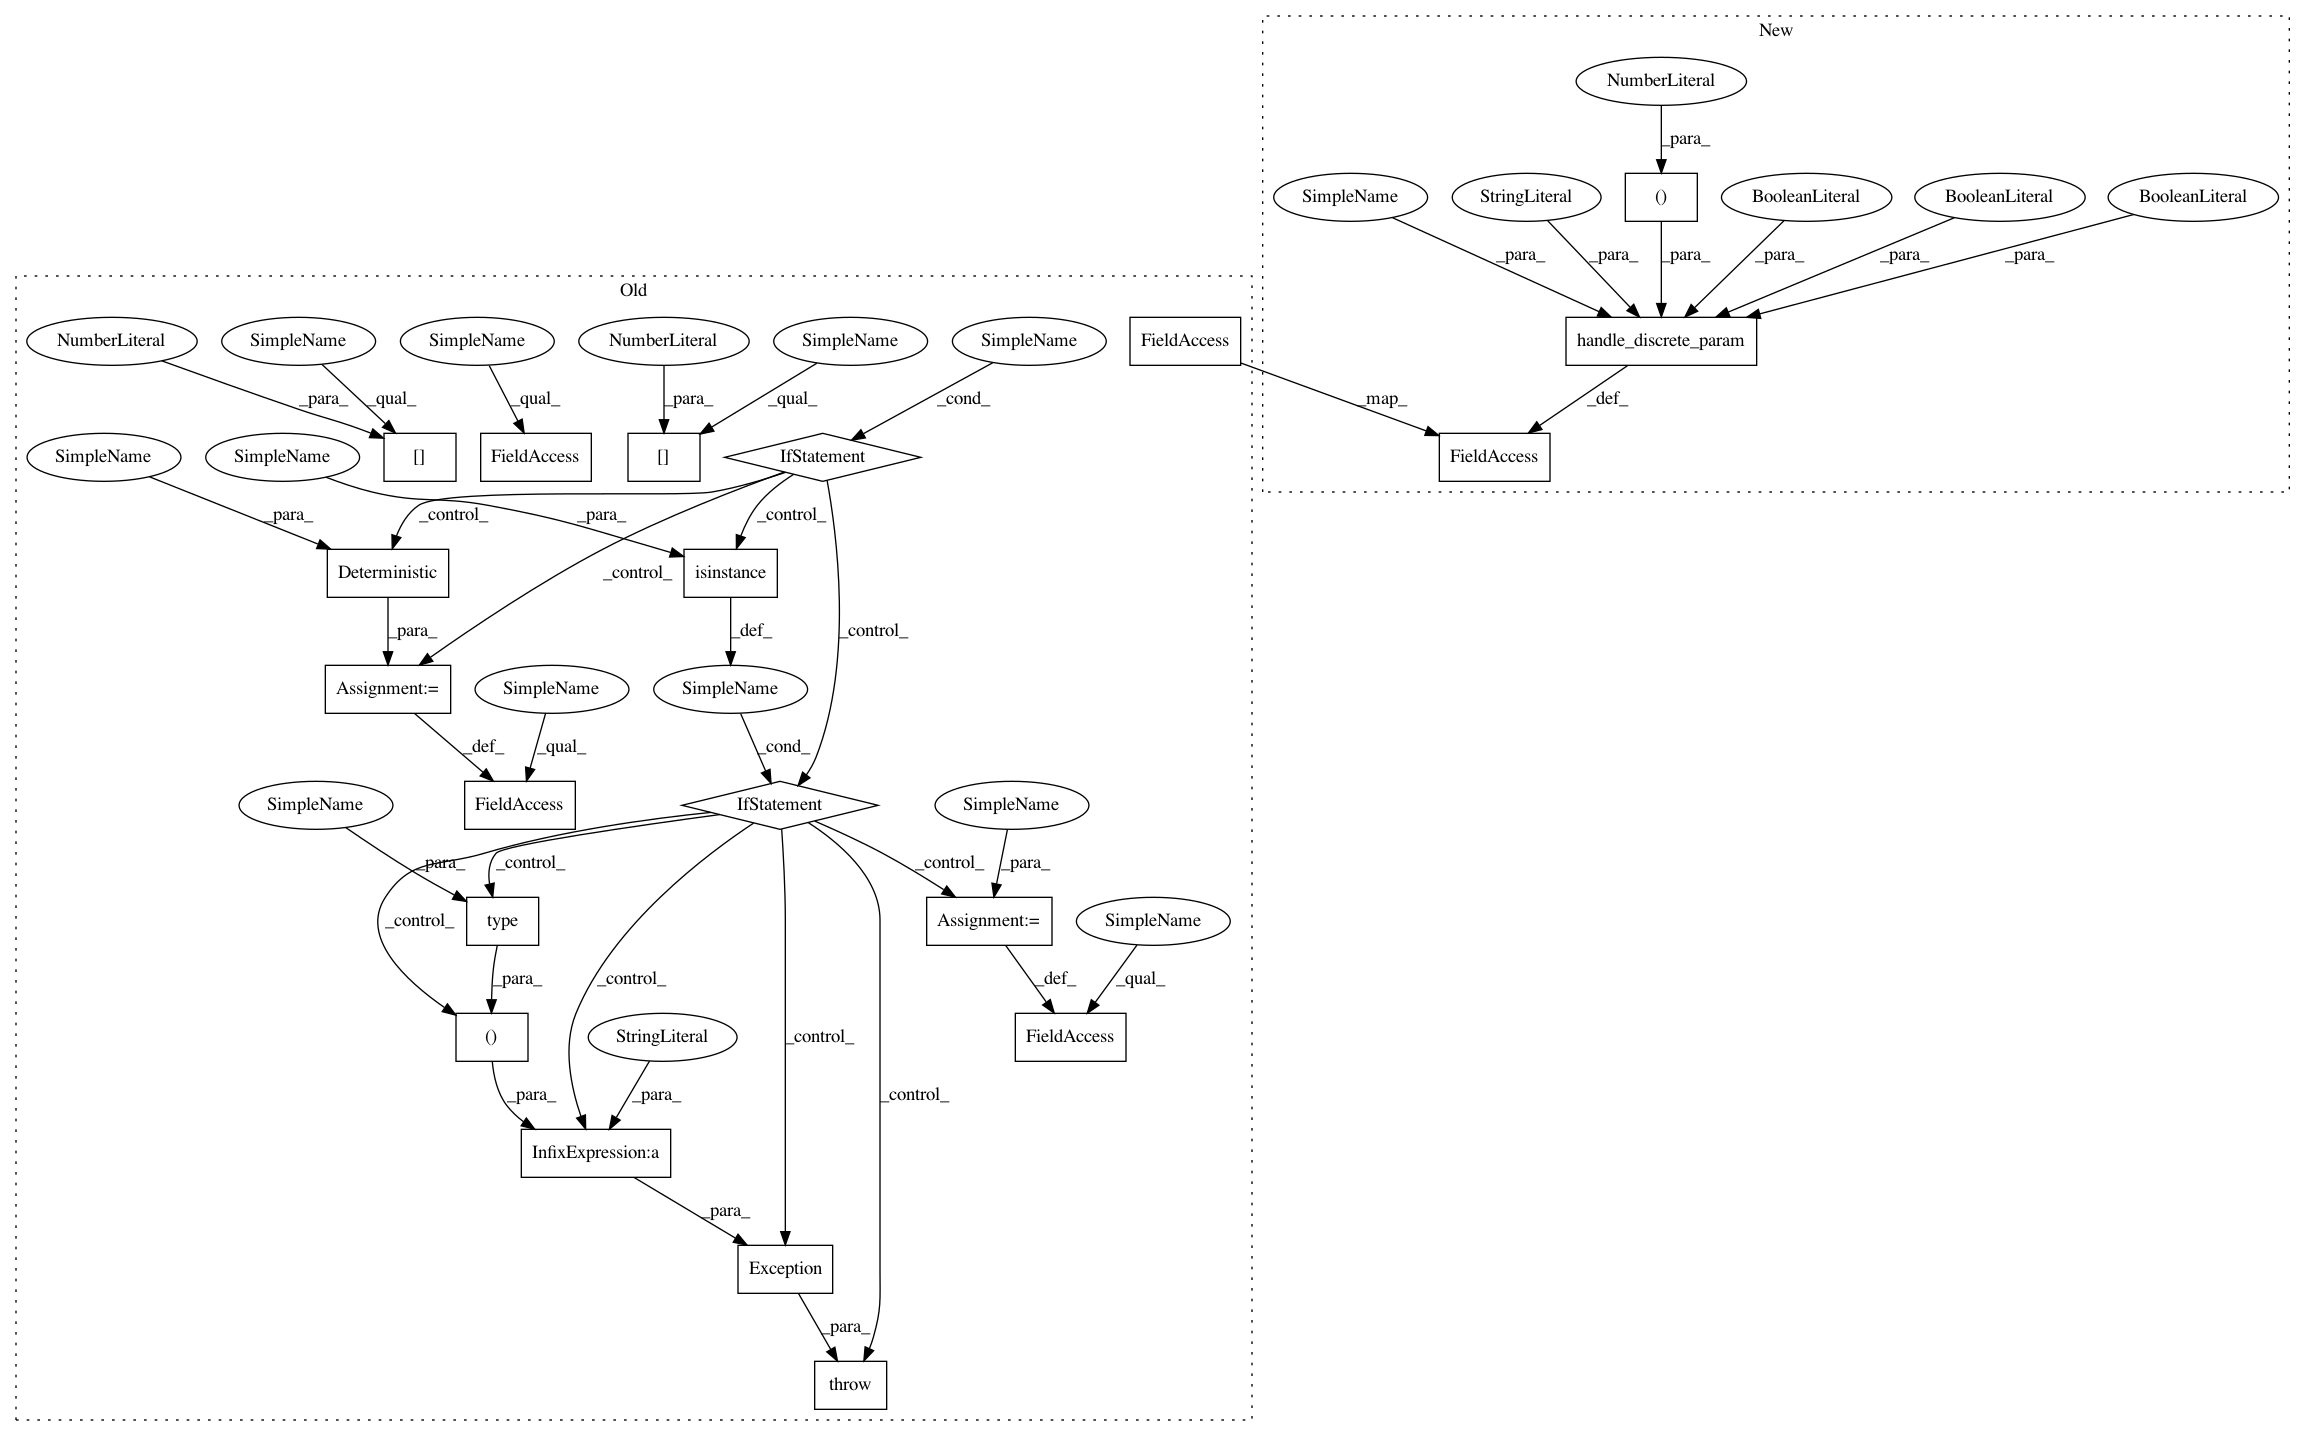 New
NumberLiteral
_para_
SimpleName
StringLiteral
()
BooleanLiteral
BooleanLiteral
BooleanLiteral
_para_
_para_
_para_
_para_
_para_
_para_
Old
NumberLiteral
SimpleName
SimpleName
NumberLiteral
SimpleName
SimpleName
FieldAccess
handle_discrete_param
_para_
_qual_
_qual_
_para_
_qual_
_cond_
_map_
_def_
SimpleName
SimpleName
[]
FieldAccess
[]
IfStatement
FieldAccess
_para_
_control_
_para_
_control_
Deterministic
_control_
isinstance
_para_
_def_
_control_
Assignment:=
SimpleName
SimpleName
_def_
_qual_
_cond_
SimpleName
FieldAccess
IfStatement
SimpleName
_para_
_control_
_control_
_para_
_control_
type
Assignment:=
SimpleName
_para_
_control_
_def_
_qual_
()
StringLiteral
_control_
FieldAccess
_para_
_para_
_control_
InfixExpression:a
_para_
Exception
_para_
throw